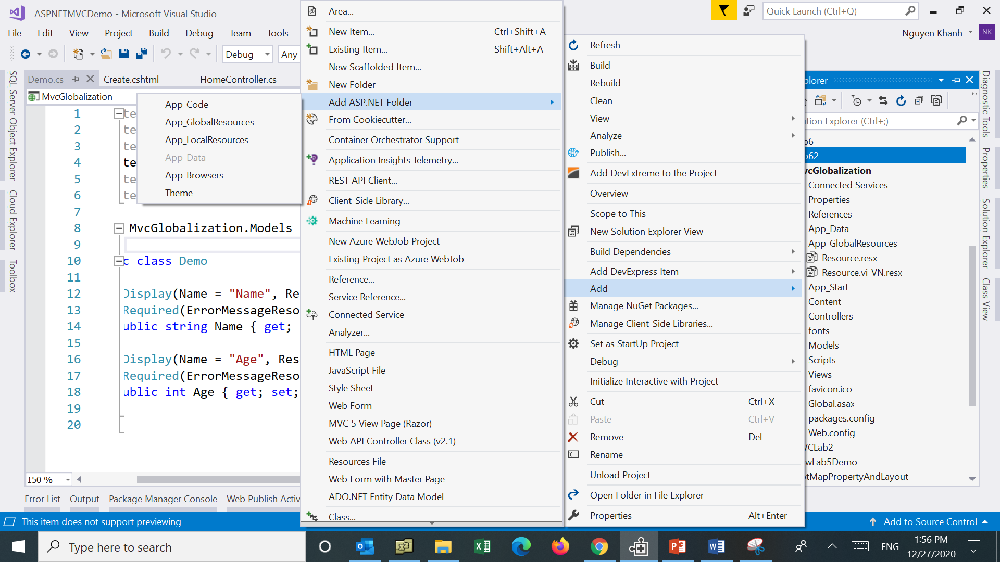 ASPNETMVCDemo - Microsoft Visual Studio
Quick Launch (Ctrl+Q)
File Edit View Project Build Debug Team Tools
Nguyen Khanh NK
Debug Any
SQL Server Object Explorer
Cloud Explorer
Toolbox
Demo.cs Create.cshtml HomeController.cs
MvcGlobalization
1 te
2 te
3 te
4 te
5 te
6 te
7
8 MvcGlobalization.Models
9
10 c class Demo
11
12 Display(Name = "Name", Re
13 Required(ErrorMessageReso
14 ublic string Name { get;
15
16 Display(Name = "Age", Res
17 Required(ErrorMessageReso
18 ublic int Age { get; set;
19
20
150 %
App_Code
App_GlobalResources
App_LocalResources
App_Data
App_Browsers
Theme
Area...
New Item... Ctrl+Shift+A
Existing Item... Shift+Alt+A
New Scaffolded Item...
New Folder
Add ASP.NET Folder
From Cookiecutter...
Container Orchestrator Support
Application Insights Telemetry...
REST API Client...
Client-Side Library...
Machine Learning
New Azure WebJob Project
Existing Project as Azure WebJob
Reference...
Service Reference...
Connected Service
Analyzer...
HTML Page
JavaScript File
Style Sheet
Web Form
MVC 5 View Page (Razor)
Web API Controller Class (v2.1)
Resources File
Web Form with Master Page
ADO.NET Entity Data Model
Class...
Refresh
Build
Rebuild
Clean
View
Analyze
Publish...
Add DevExtreme to the Project
Overview
Scope to This
New Solution Explorer View
Build Dependencies
Add DevExpress Item
Add
Manage NuGet Packages...
Manage Client-Side Libraries...
Set as StartUp Project
Debug
Initialize Interactive with Project
Cut Ctrl+X
Paste Ctrl+V
Remove Del
Rename
Unload Project
Open Folder in File Explorer
Properties Alt+Enter
plorer
tion Explorer (Ctrl+;)
b6
b62
vcGlobalization
Connected Services
Properties
References
App_Data
App_GlobalResources
Resource.resx
Resource.vi-VN.resx
App_Start
Content
Controllers
fonts
Models
Scripts
Views
favicon.ico
Global.asax
packages.config
Web.config
VCLab2
wLab5Demo
otMapPropertyAndLayout
Diagnostic Tools
Properties
Solution Explorer
Class View
Error List Output Package Manager Console Web Publish Activ
This item does not support previewing
Add to Source Control
Type here to search
ENG
1:56 PM
12/27/2020